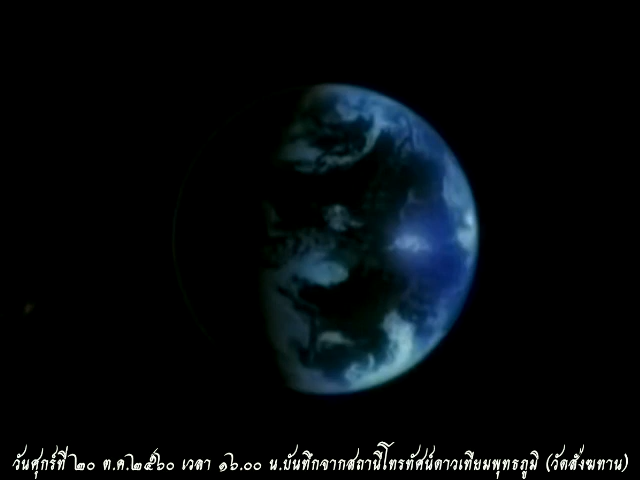 วันศุกร์ที่ ๒๐ ต.ค.๒๕๖๐ เวลา ๑๖.๐๐ น.บันทึกจากสถานีโทรทัศน์ดาวเทียมพุทธภูมิ (วัดสังฆทาน)